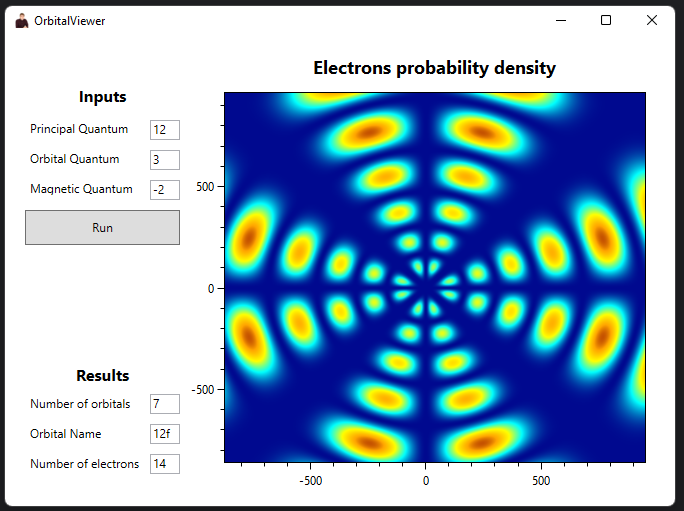 OrbitalViewer
Electrons probability density
Inputs
Principal Quantum 12
Orbital Quantum 3
Magnetic Quantum -2
Run
Results
Number of orbitals 7
Orbital Name 12f
Number of electrons 14
500
0
-500
-500 0 500